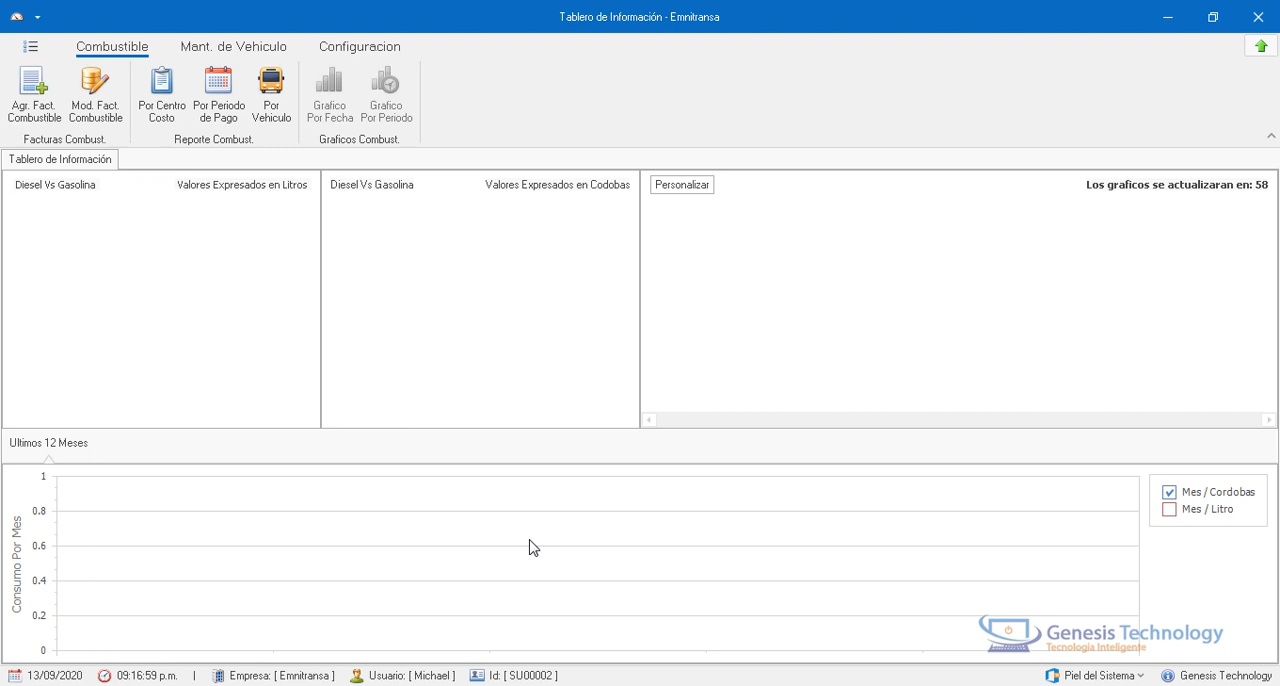 Tablero de Información - Emnitransa
Combustible Mant. de Vehiculo Configuracion
Agr. Fact. Combustible
Mod. Fact. Combustible
Por Centro Costo
Por Periodo de Pago
Por Vehiculo
Grafico Por Fecha
Grafico Por Periodo
Facturas Combust. Reporte Combust. Graficos Combust.
Tablero de Información
Diesel Vs Gasolina Valores Expresados en Litros
Diesel Vs Gasolina Valores Expresados en Codobas
Personalizar Los graficos se actualizaran en: 58
Ultimos 12 Meses
1
0.8
0.6
0.4
0.2
0
Consumo Por Mes
Mes / Cordobas
Mes / Litro
Genesis Technology
Tecnología Inteligente
13/09/2020 09:16:59 p.m. | Empresa: [ Emnitransa ] Usuario: [ Michael ] Id: [ SU00002 ] Piel del Sistema Genesis Technology